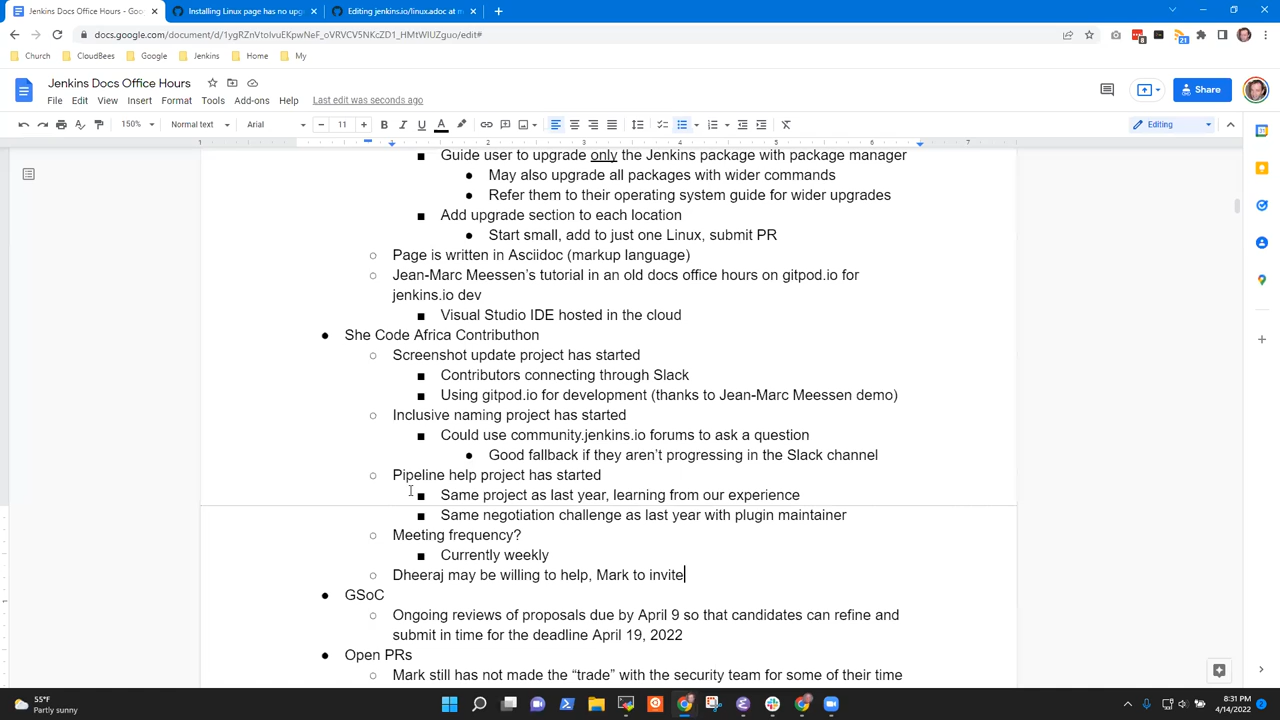 Jenkins Docs Office Hours - Goo
Installing Linux page has no upg
Editing jenkins.io/linux.adoc at m
Church
CloudBees
Google
Jenkins
Home
My
Jenkins Docs Office Hours
Share
File Edit View Insert Format Tools Add-ons Help Last edit was seconds ago
150% Normal text Arial 11 Editing
Guide user to upgrade only the Jenkins package with package manager
May also upgrade all packages with wider commands
Refer them to their operating system guide for wider upgrades
Add upgrade section to each location
Start small, add to just one Linux, submit PR
Page is written in Asciidoc (markup language)
Jean-Marc Meessen's tutorial in an old docs office hours on gitpod.io for
jenkins.io dev
Visual Studio IDE hosted in the cloud
She Code Africa Contributhon
Screenshot update project has started
Contributors connecting through Slack
Using gitpod.io for development (thanks to Jean-Marc Meessen demo)
Inclusive naming project has started
Could use community.jenkins.io forums to ask a question
Good fallback if they aren't progressing in the Slack channel
Pipeline help project has started
Same project as last year, learning from our experience
Same negotiation challenge as last year with plugin maintainer
Meeting frequency?
Currently weekly
Dheeraj may be willing to help, Mark to invite
GSoC
Ongoing reviews of proposals due by April 9 so that candidates can refine and
submit in time for the deadline April 19, 2022
Open PRs
Mark still has not made the “trade” with the security team for some of their time
55°F
Partly sunny
8:31 PM
4/14/2022